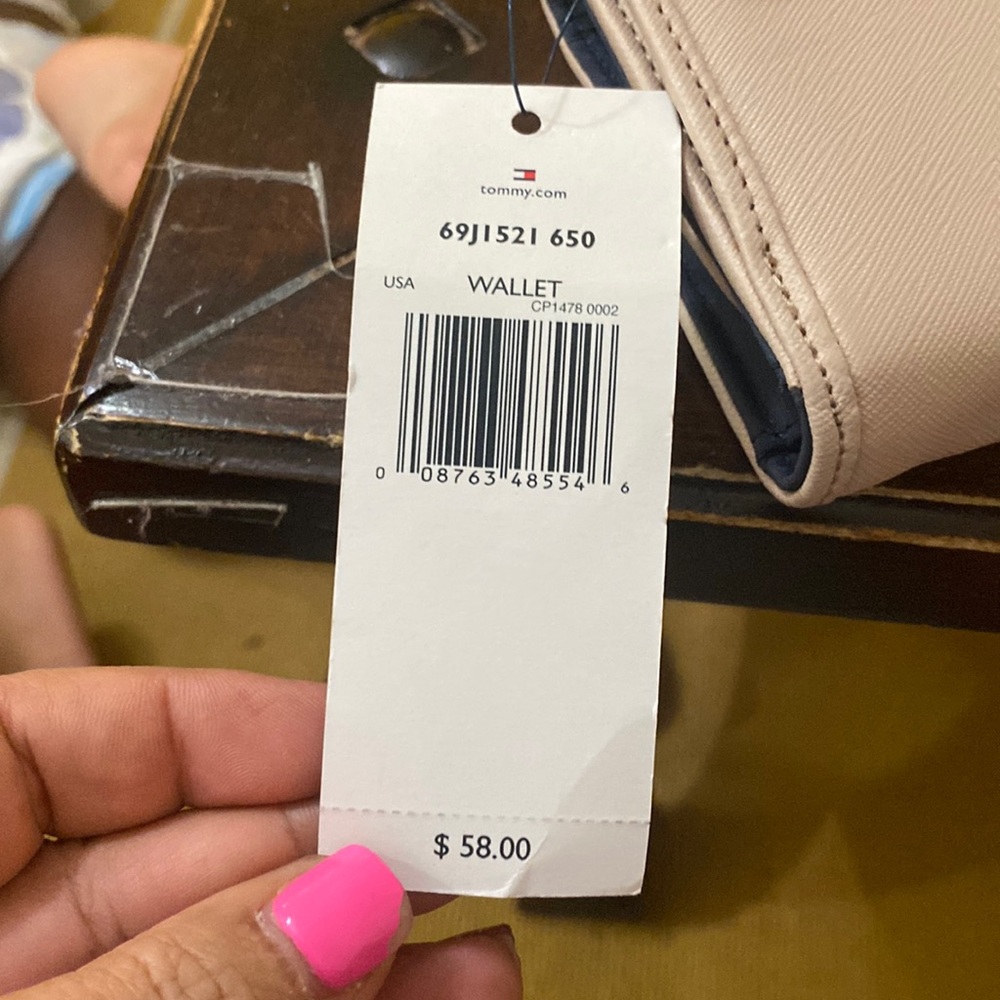 tommy.com
69J1521 650
USA WALLET
CP1478 0002
0 08763 48554 6
$ 58.00